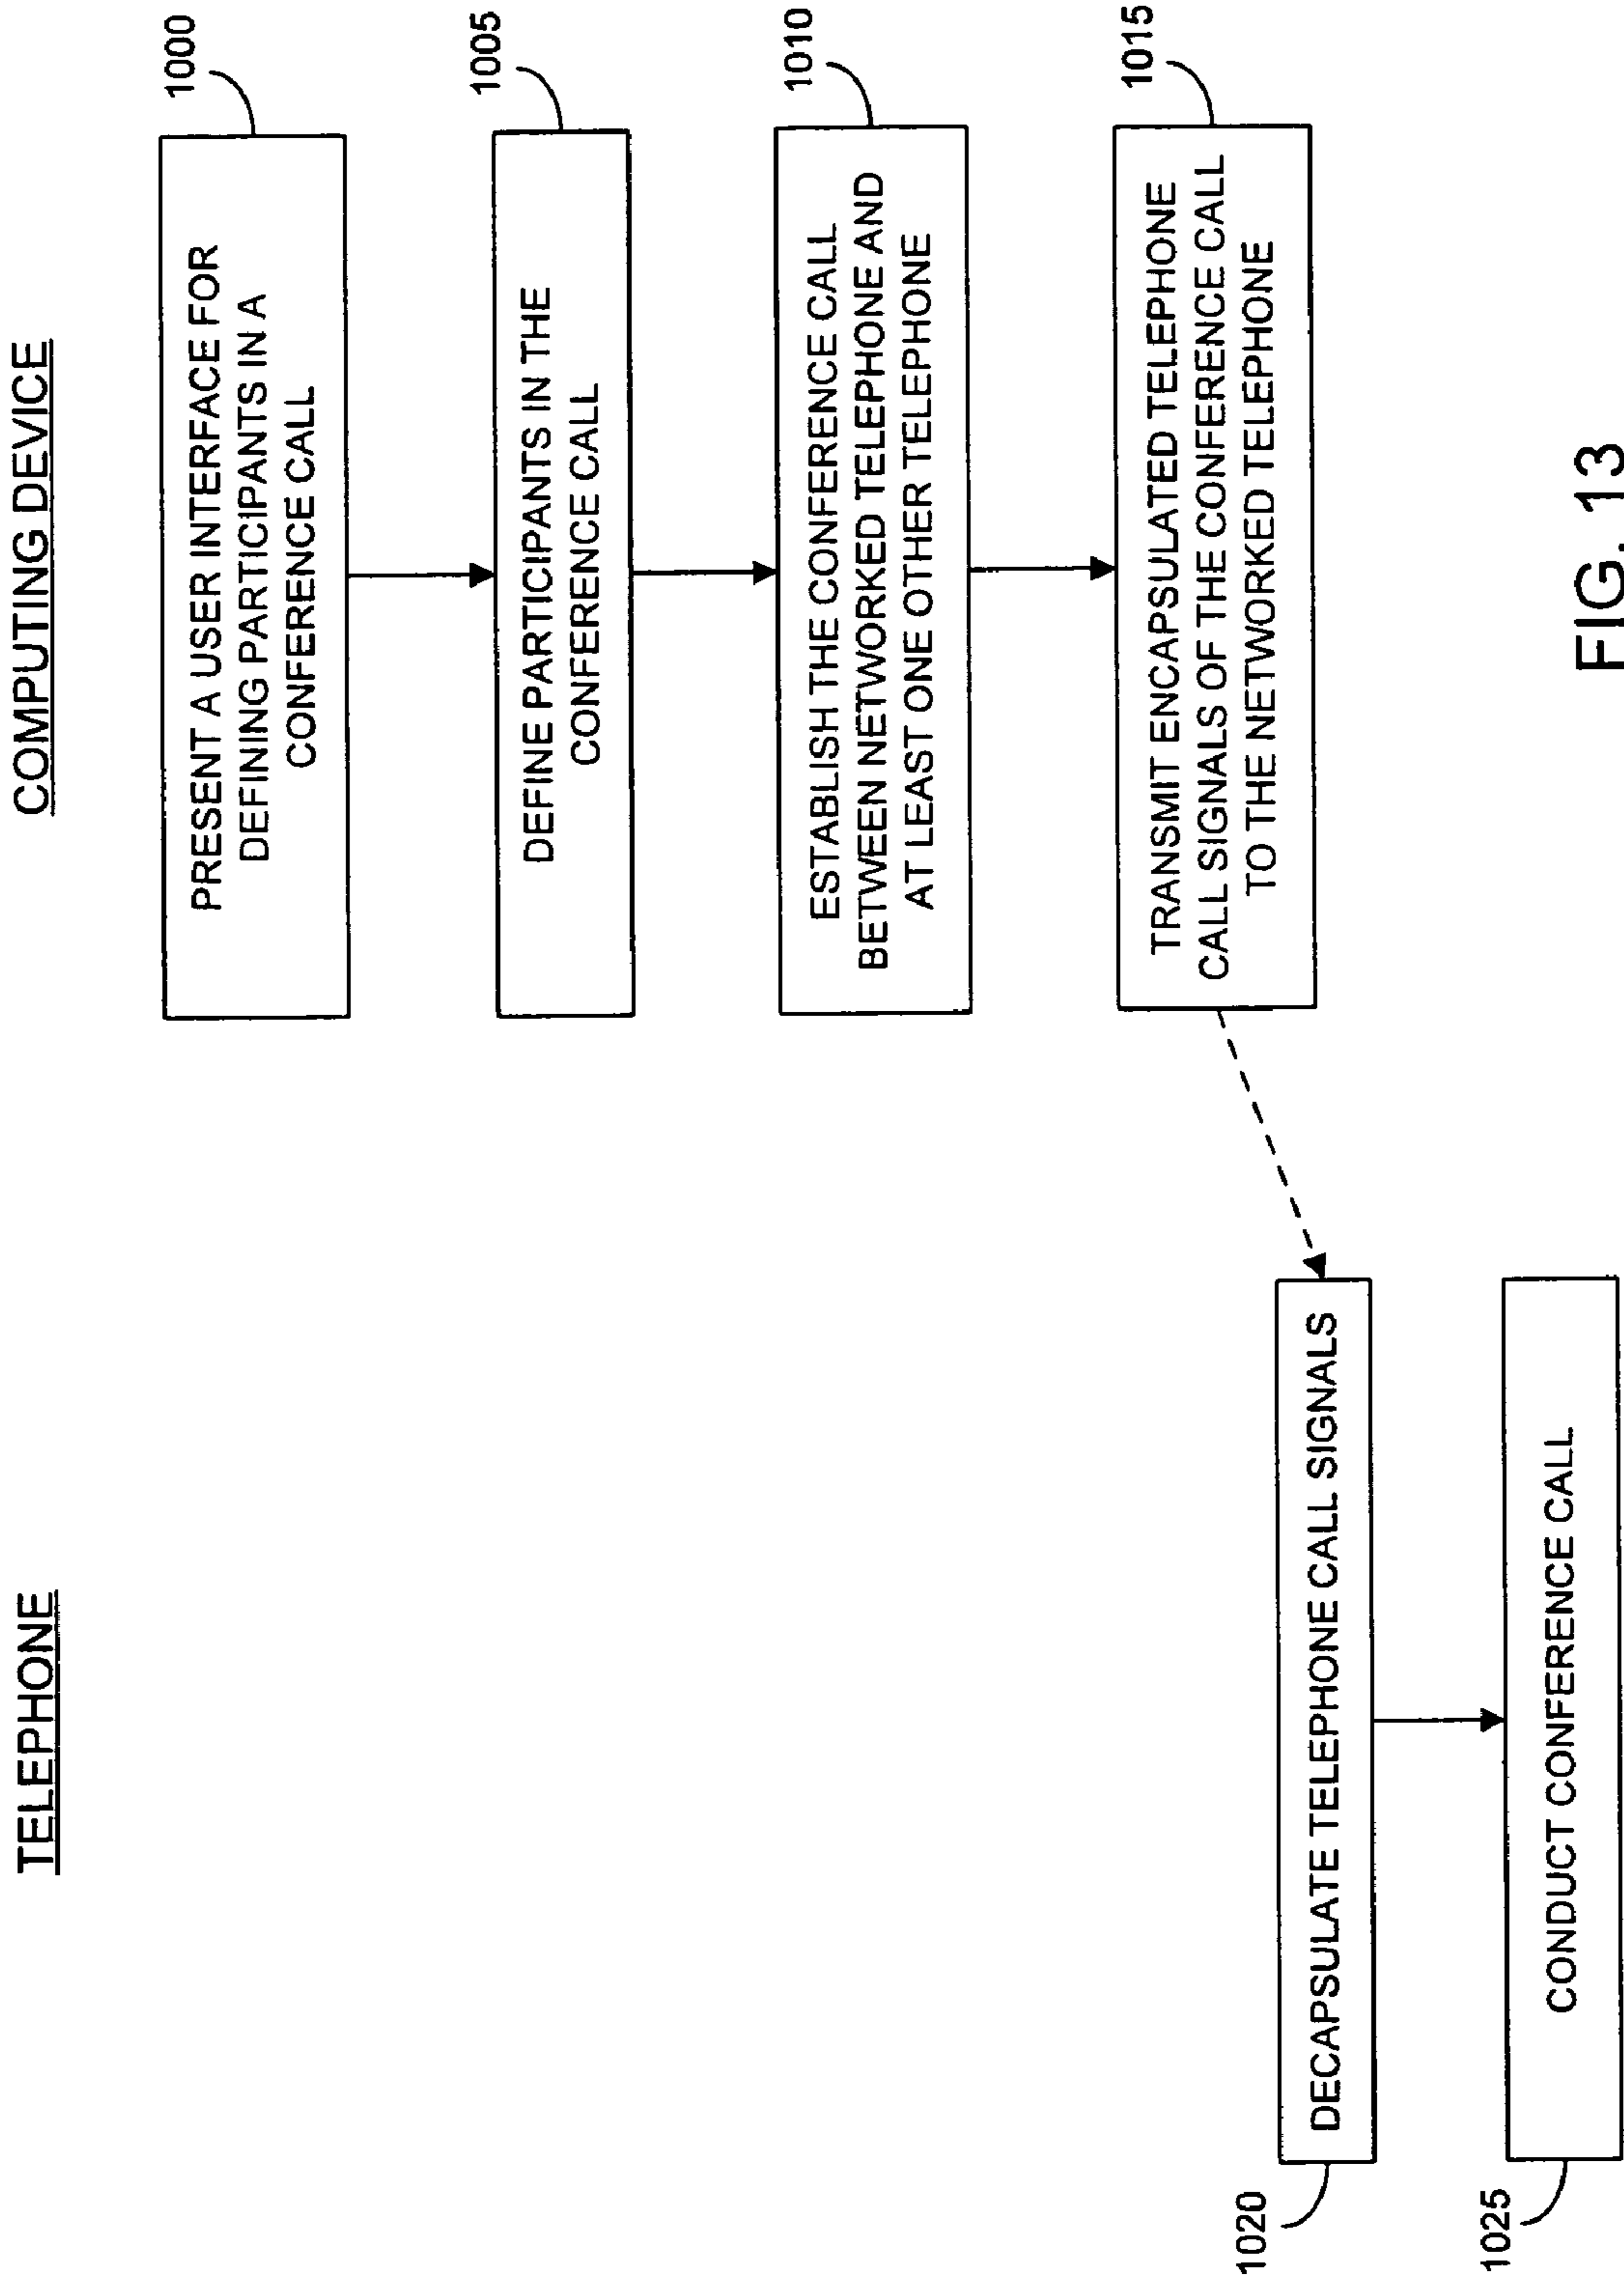 TELEPHONE
COMPUTING DEVICE
1000
PRESENT A USER INTERFACE FOR
DEFINING PARTICIPANTS IN A
CONFERENCE CALL
1005
DEFINE PARTICIPANTS IN THE
CONFERENCE CALL
1010
ESTABLISH THE CONFERENCE CALL
BETWEEN NETWORKED TELEPHONE AND
AT LEAST ONE OTHER TELEPHONE
1015
TRANSMIT ENCAPSULATED TELEPHONE
CALL SIGNALS OF THE CONFERENCE CALL
TO THE NETWORKED TELEPHONE
1020
DECAPSULATE TELEPHONE CALL SIGNALS
1025
CONDUCT CONFERENCE CALL
FIG. 13